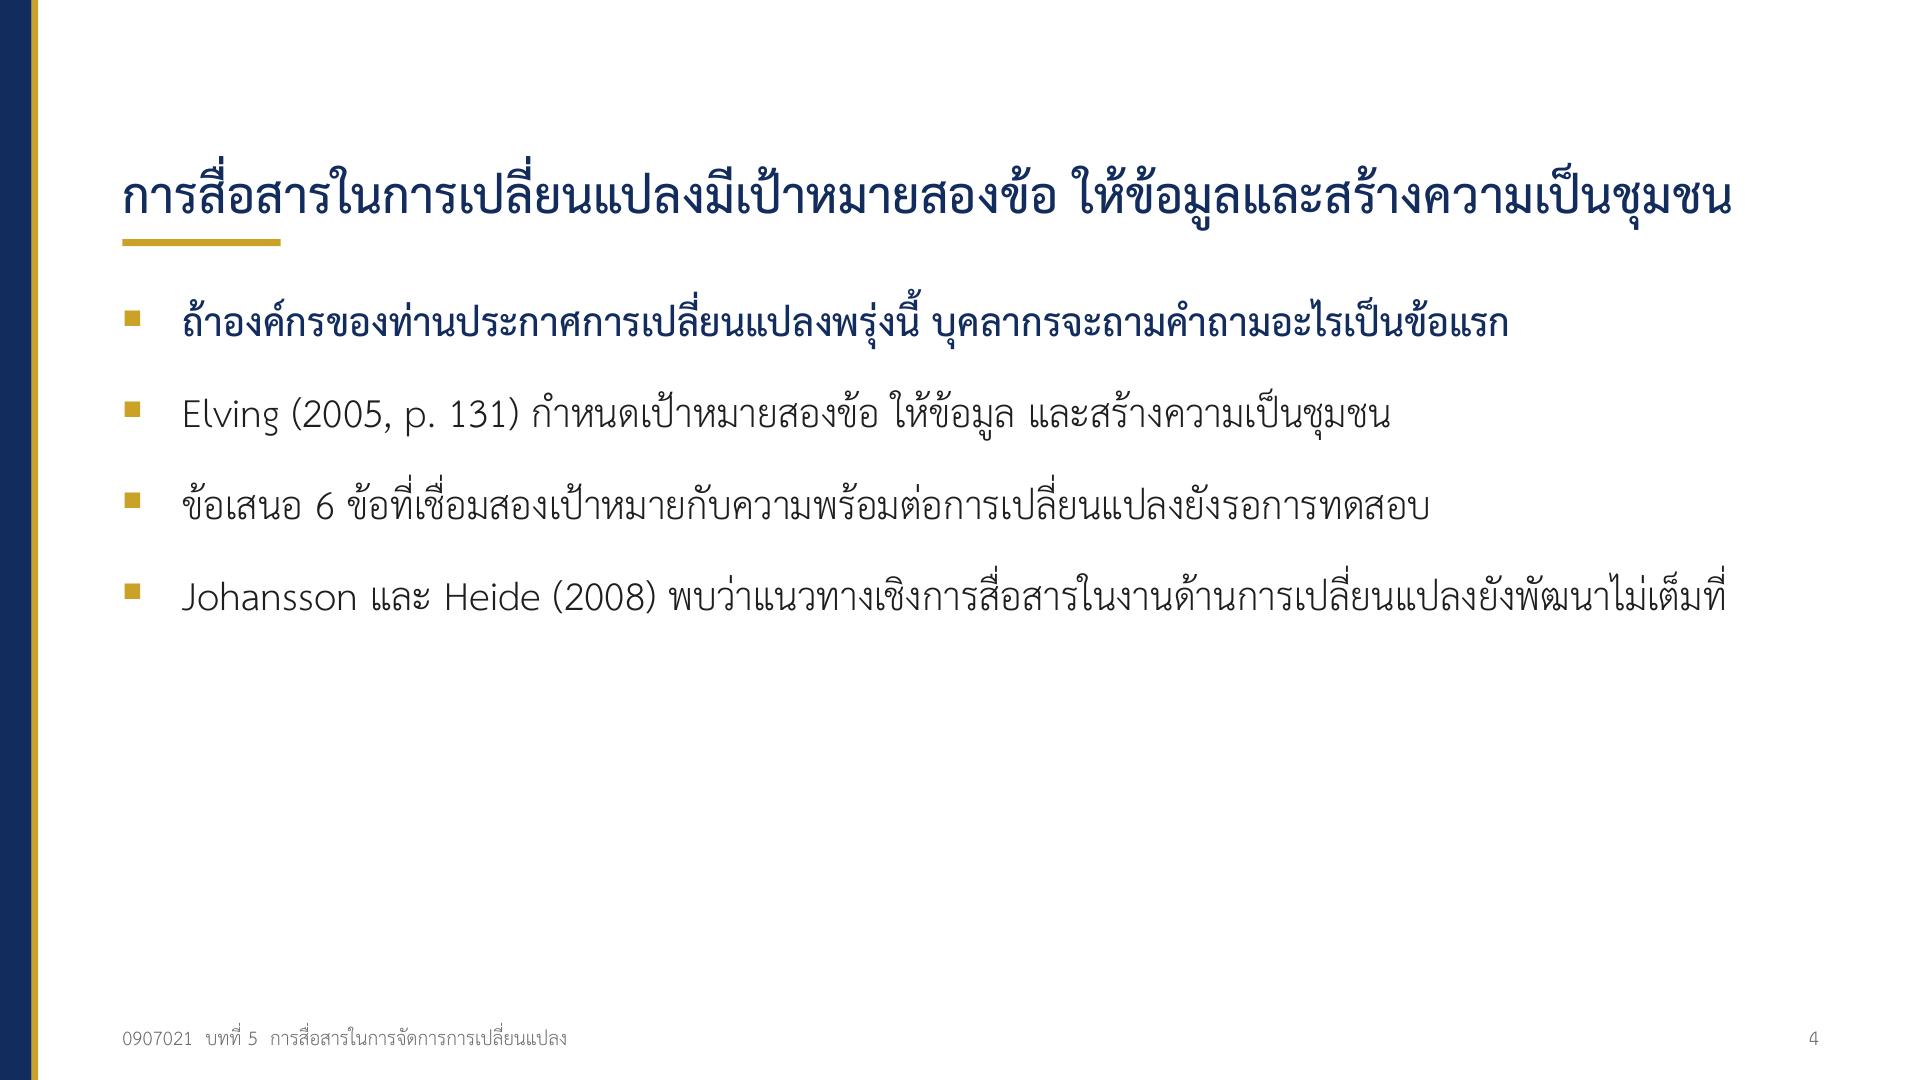 การสื่อสารในการเปลี่ยนแปลงมีเป้าหมายสองข้อ ให้ข้อมูลและสร้างความเป็นชุมชน
ถ้าองค์กรของท่านประกาศการเปลี่ยนแปลงพรุ่งนี้ บุคลากรจะถามคำถามอะไรเป็นข้อแรก
Elving (2005, p. 131) กำหนดเป้าหมายสองข้อ ให้ข้อมูล และสร้างความเป็นชุมชน
ข้อเสนอ 6 ข้อที่เชื่อมสองเป้าหมายกับความพร้อมต่อการเปลี่ยนแปลงยังรอการทดสอบ
Johansson และ Heide (2008) พบว่าแนวทางเชิงการสื่อสารในงานด้านการเปลี่ยนแปลงยังพัฒนาไม่เต็มที่
0907021 บทที่ 5 การสื่อสารในการจัดการการเปลี่ยนแปลง
4